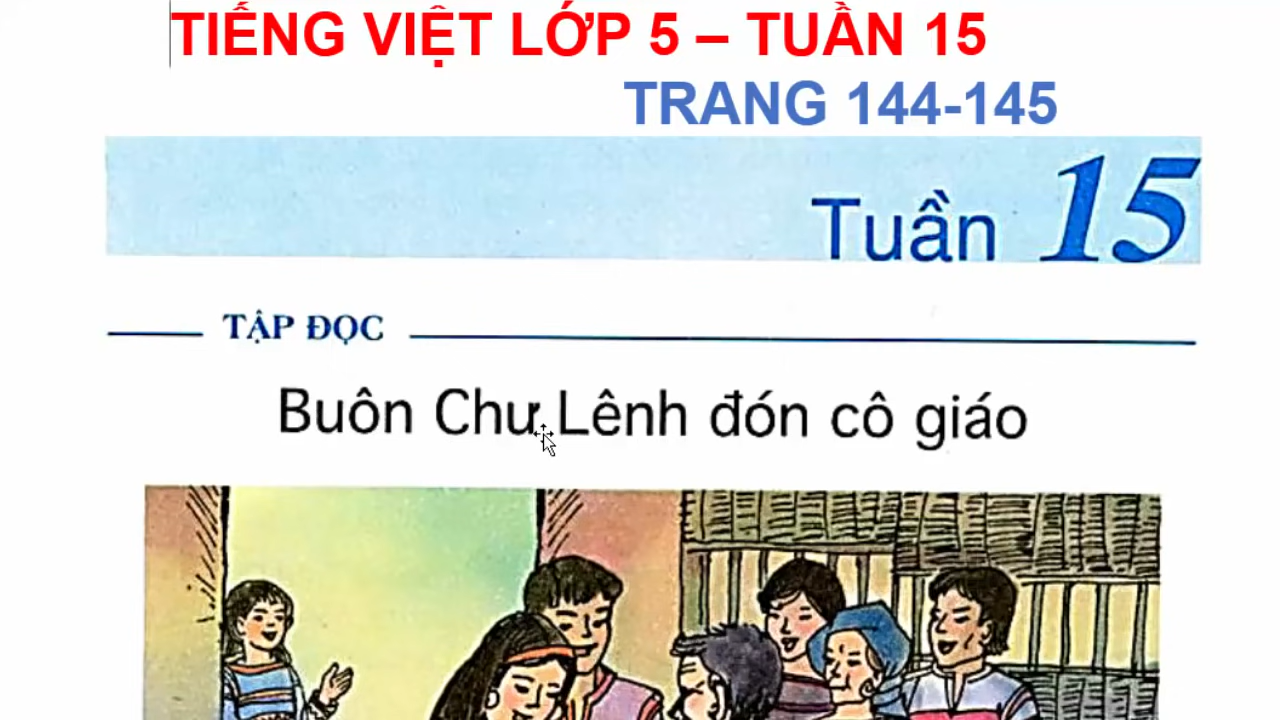 TIẾNG VIỆT LỚP 5 – TUẦN 15
TRANG 144-145
Tuần 15
TẬP ĐỌC
Buôn Chư Lênh đón cô giáo